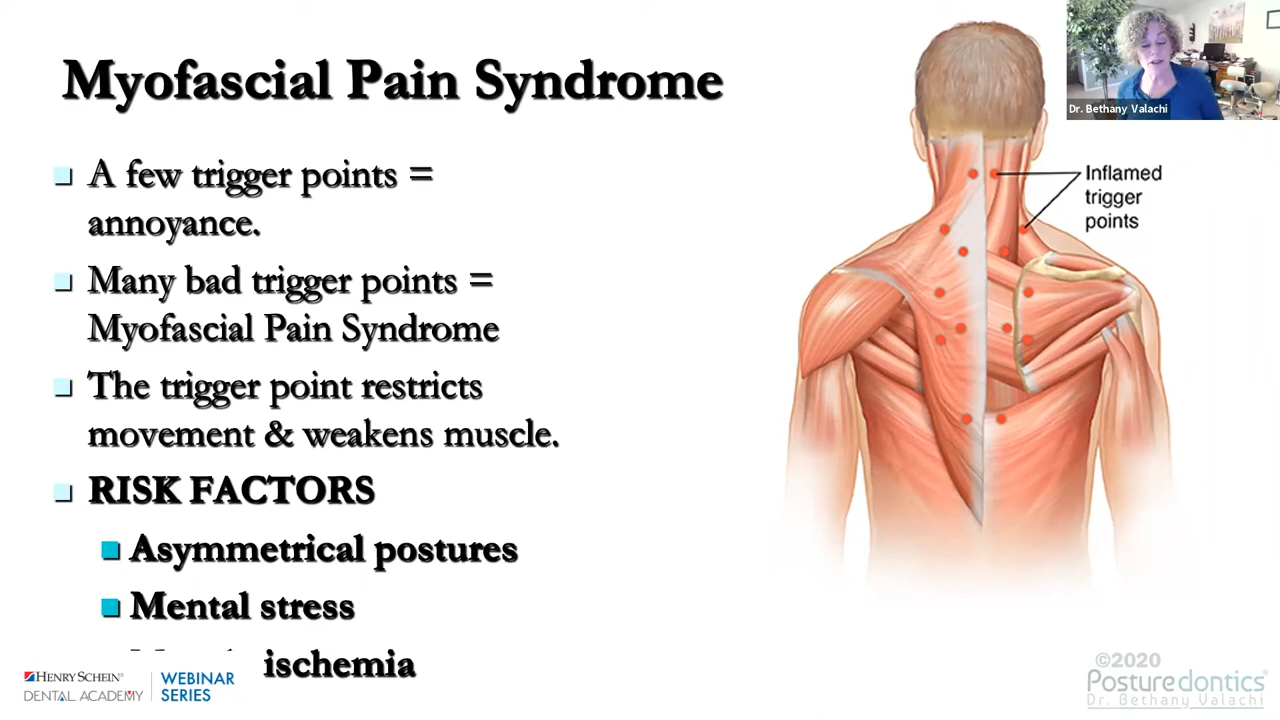 Myofascial Pain Syndrome
A few trigger points =
annoyance.
Many bad trigger points =
Myofascial Pain Syndrome
The trigger point restricts
movement & weakens muscle.
RISK FACTORS
Asymmetrical postures
Mental stress
ischemia
Inflamed
trigger
points
Dr. Bethany Valachi
HENRY SCHEIN®
DENTAL ACADEMY
WEBINAR
SERIES
©2020
Posturedontics®
Dr. Bethany Valachi